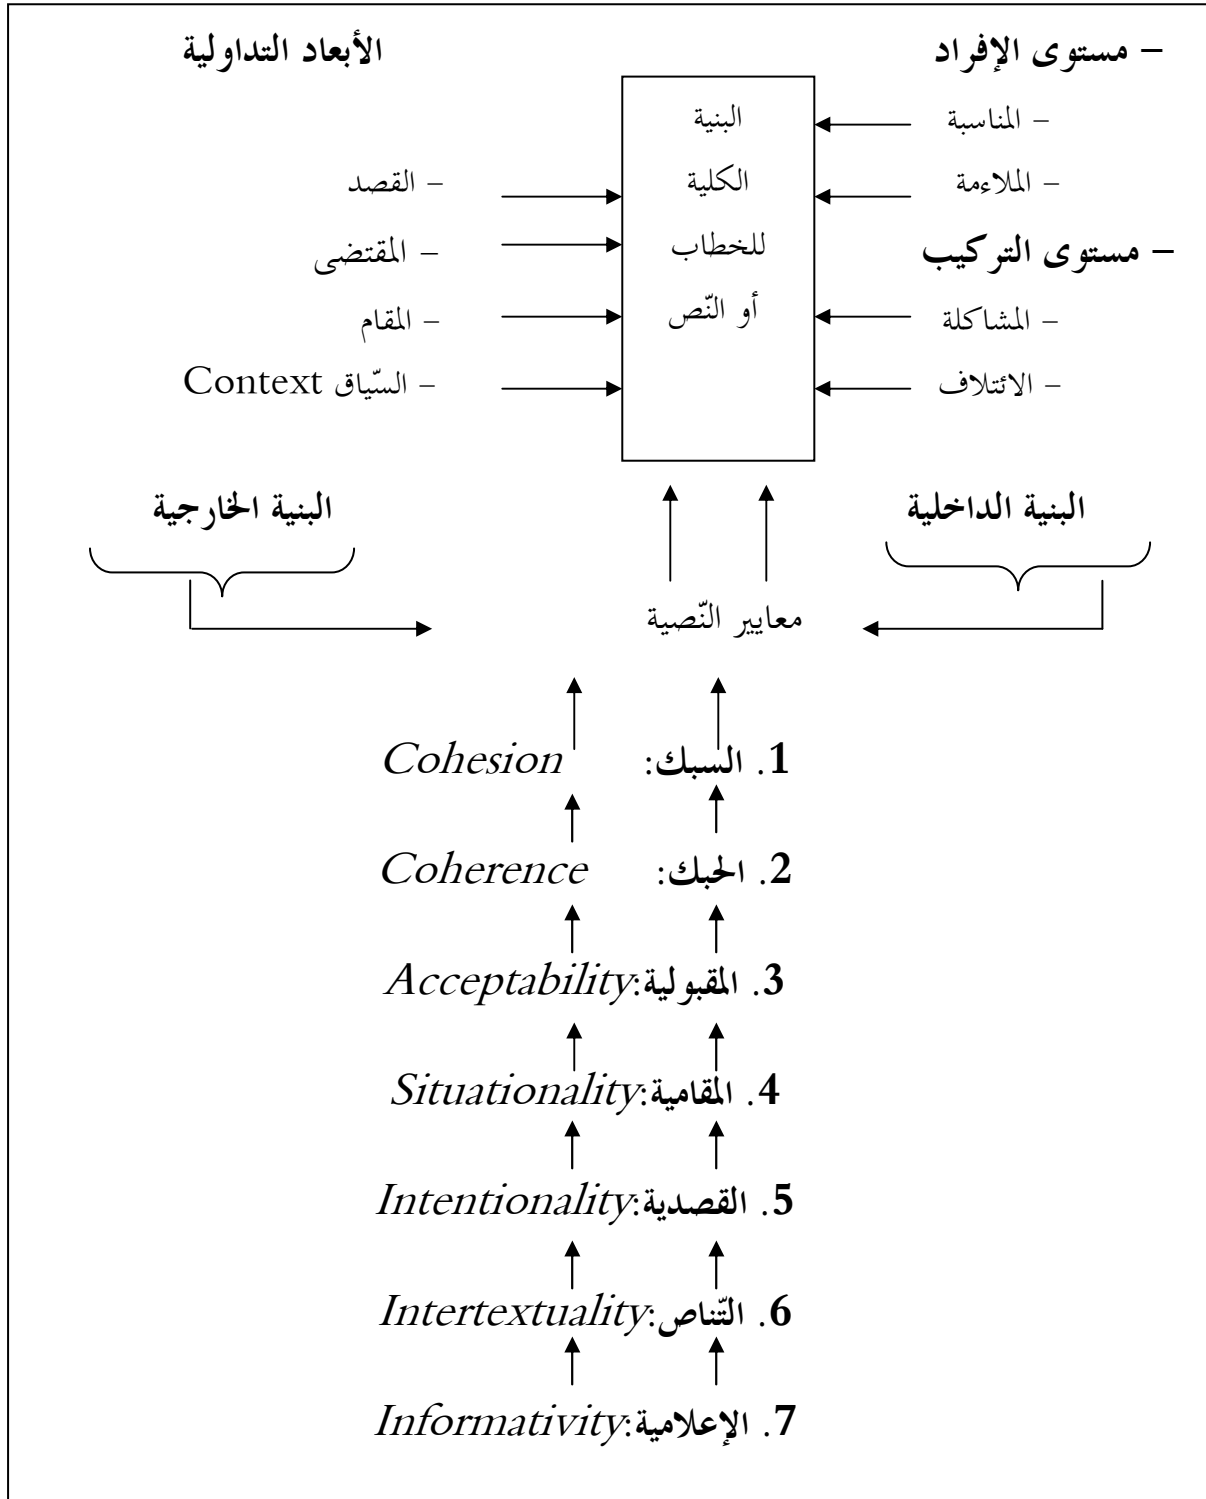 – مستوى الإفراد
الأبعاد التداولية
– المناسبة
البنية
– الملاءمة
الكلية
– القصد
– مستوى التركيب
للخطاب
– المقتضى
– المشاكلة
أو النّص
– المقام
– الائتلاف
– السّياق Context
البنية الداخلية
البنية الخارجية
معايير النّصية
1. السبك: Cohesion
2. الحبك: Coherence
3. المقبولية: Acceptability
4. المقامية: Situationality
5. القصدية: Intentionality
6. التّناص: Intertextuality
7. الإعلامية: Informativity